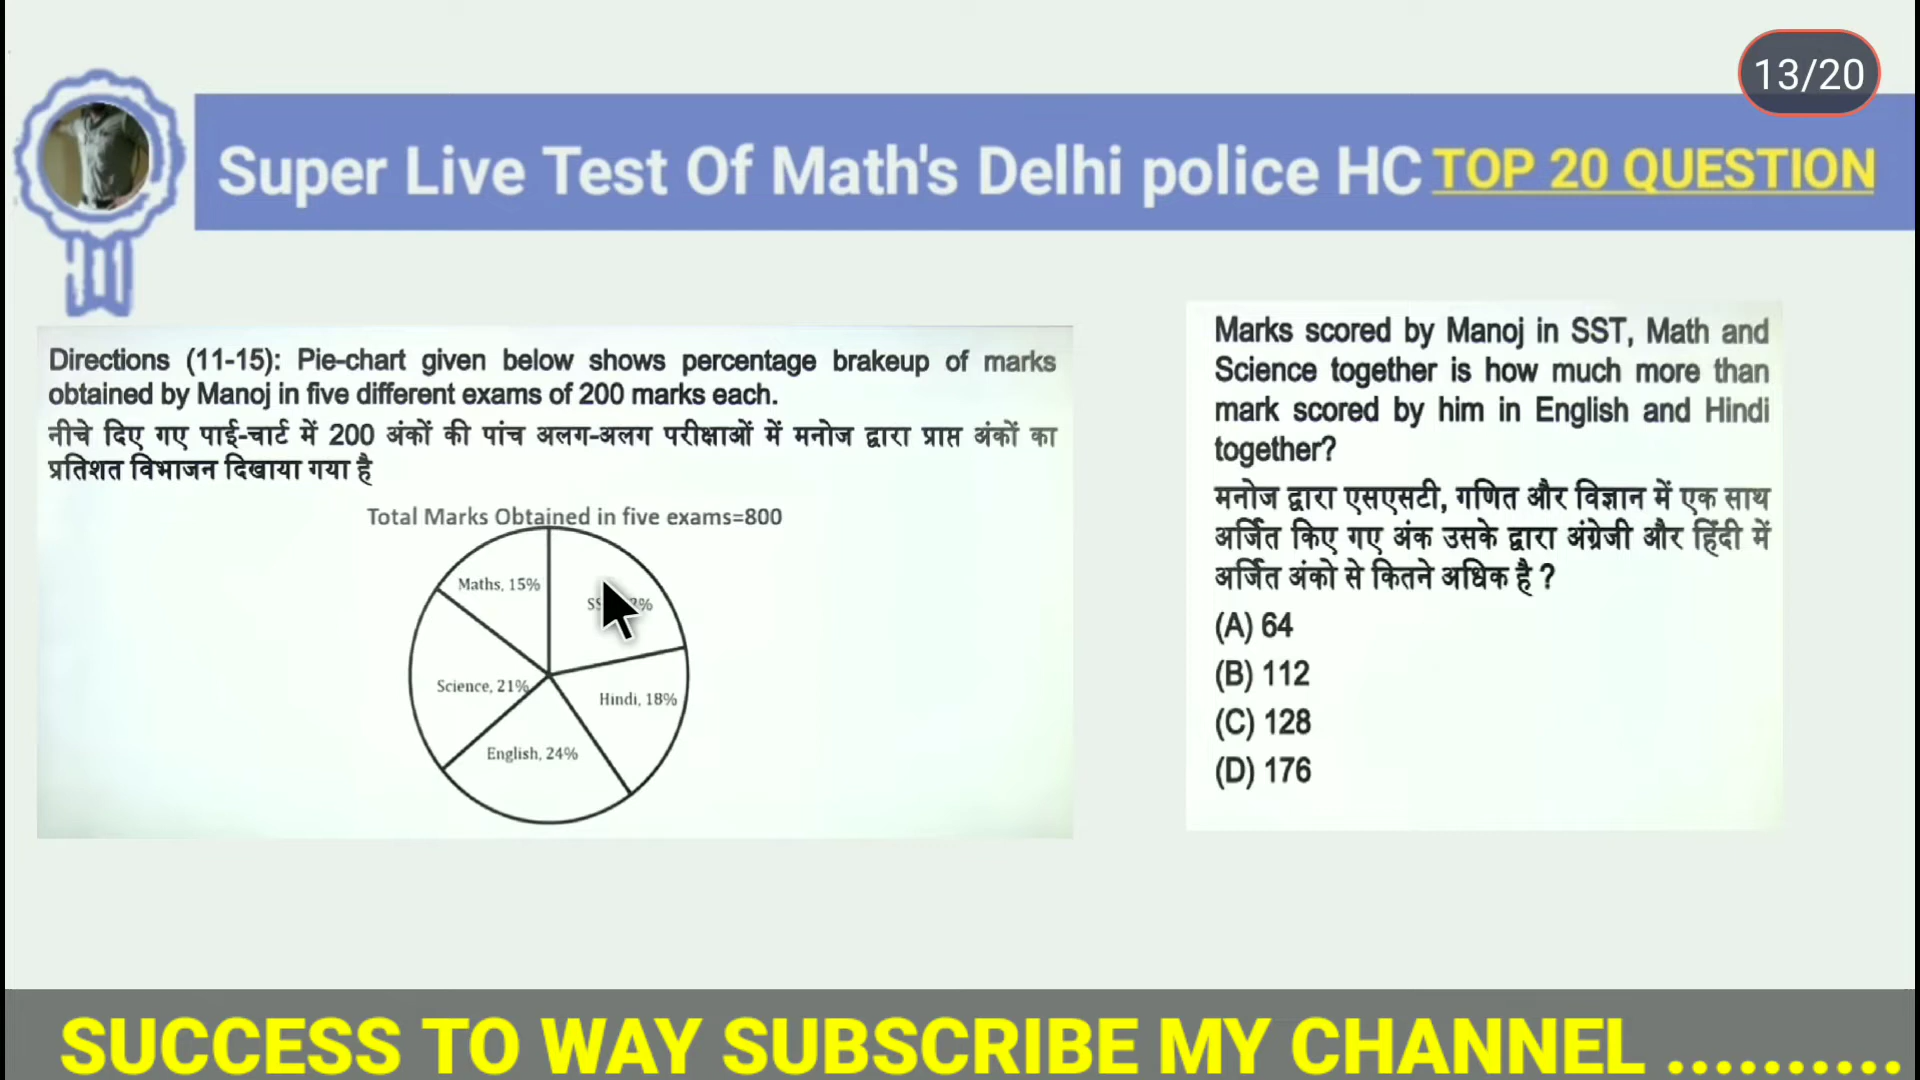 13/20
Super Live Test Of Math's Delhi police HC TOP 20 QUESTION
Directions (11-15): Pie-chart given below shows percentage brakeup of marks
obtained by Manoj in five different exams of 200 marks each.
नीचे दिए गए पाई-चार्ट में 200 अंकों की पांच अलग-अलग परीक्षाओं में मनोज द्वारा प्राप्त अंकों का
प्रतिशत विभाजन दिखाया गया है
Total Marks Obtained in five exams=800
Maths, 15%
Science, 21%
Hindi, 18%
English, 24%
Marks scored by Manoj in SST, Math and
Science together is how much more than
mark scored by him in English and Hindi
together?
मनोज द्वारा एसएसटी, गणित और विज्ञान में एक साथ
अर्जित किए गए अंक उसके द्वारा अंग्रेजी और हिंदी में
अर्जित अंको से कितने अधिक है ?
(A) 64
(B) 112
(C) 128
(D) 176
SUCCESS TO WAY SUBSCRIBE MY CHANNEL ..........